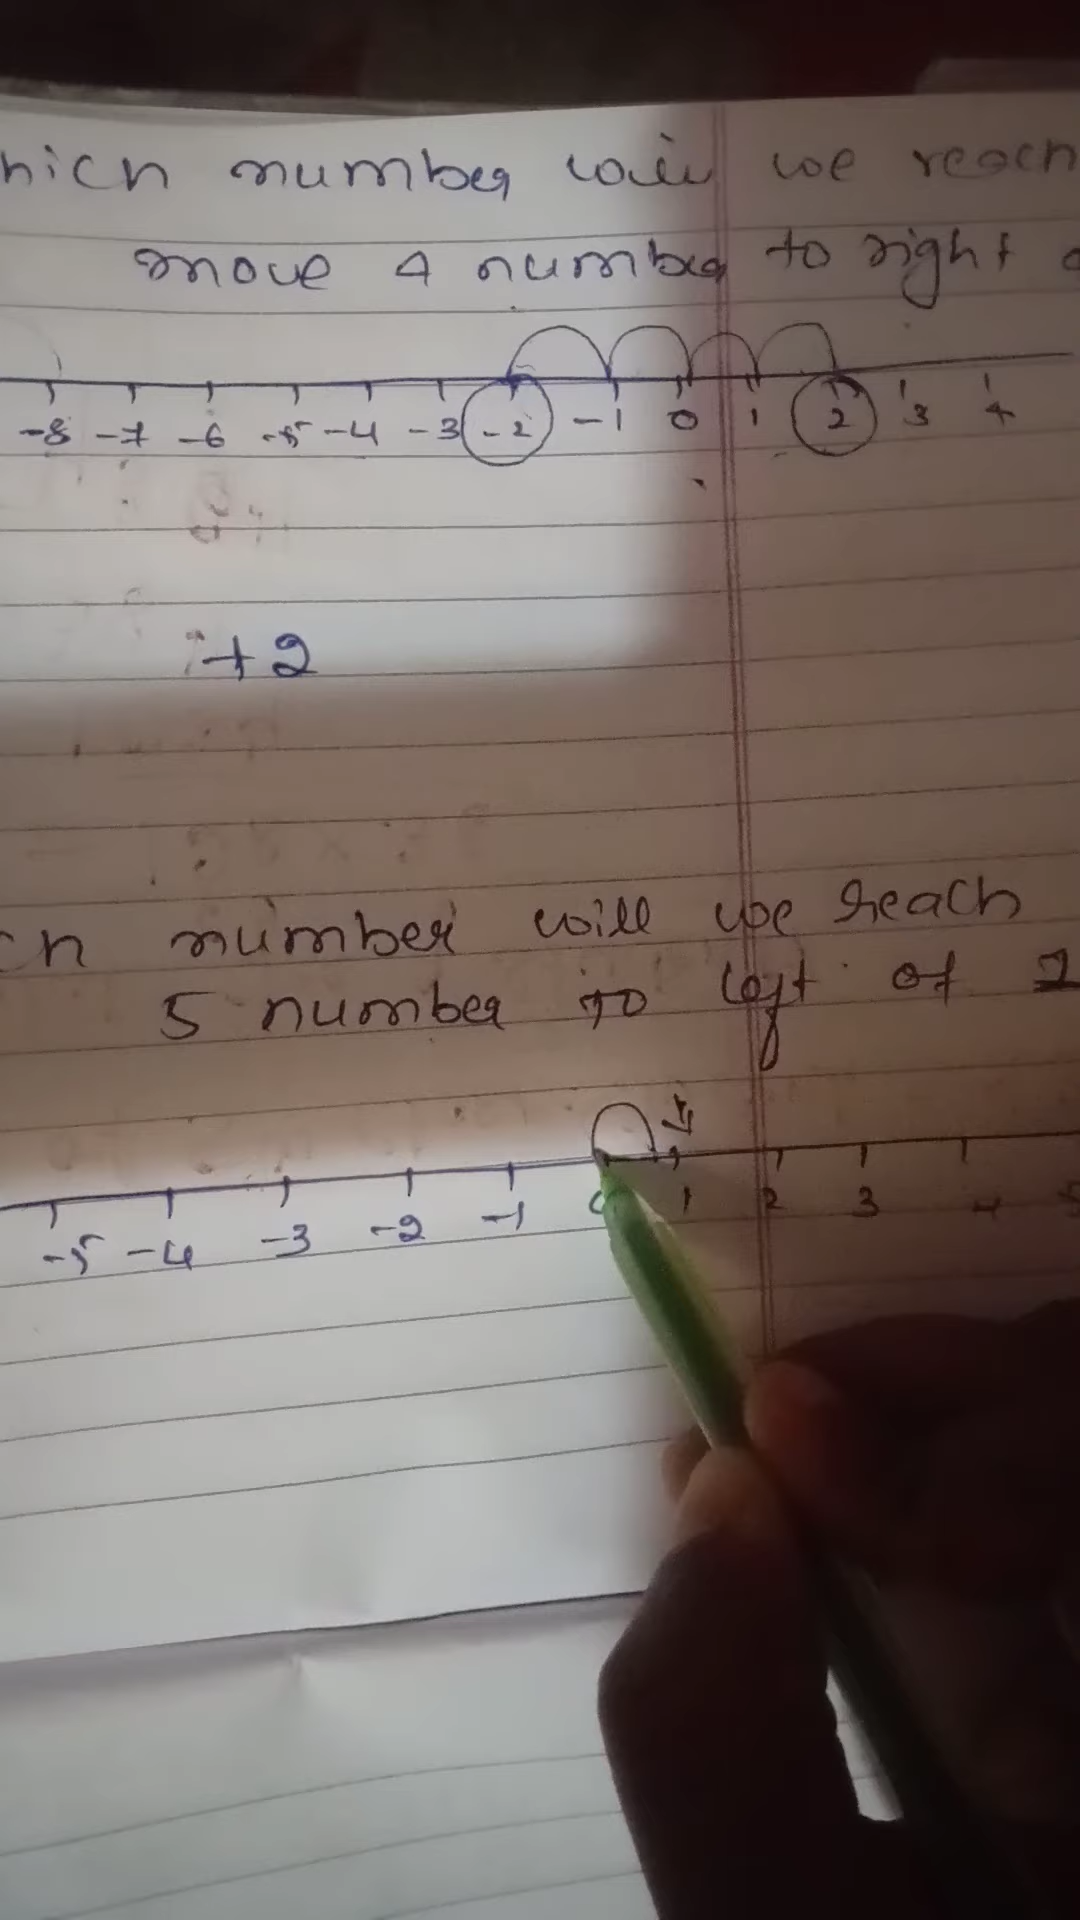 hich number will we reach
move 4 number to right
-8 -7 -6 -5 -4 -3 -2 -1 0 1 2 3 4
+2
ch number will we reach
5 number to left of 1
-5 -4 -3 -2 -1 0 1 2 3 4 5